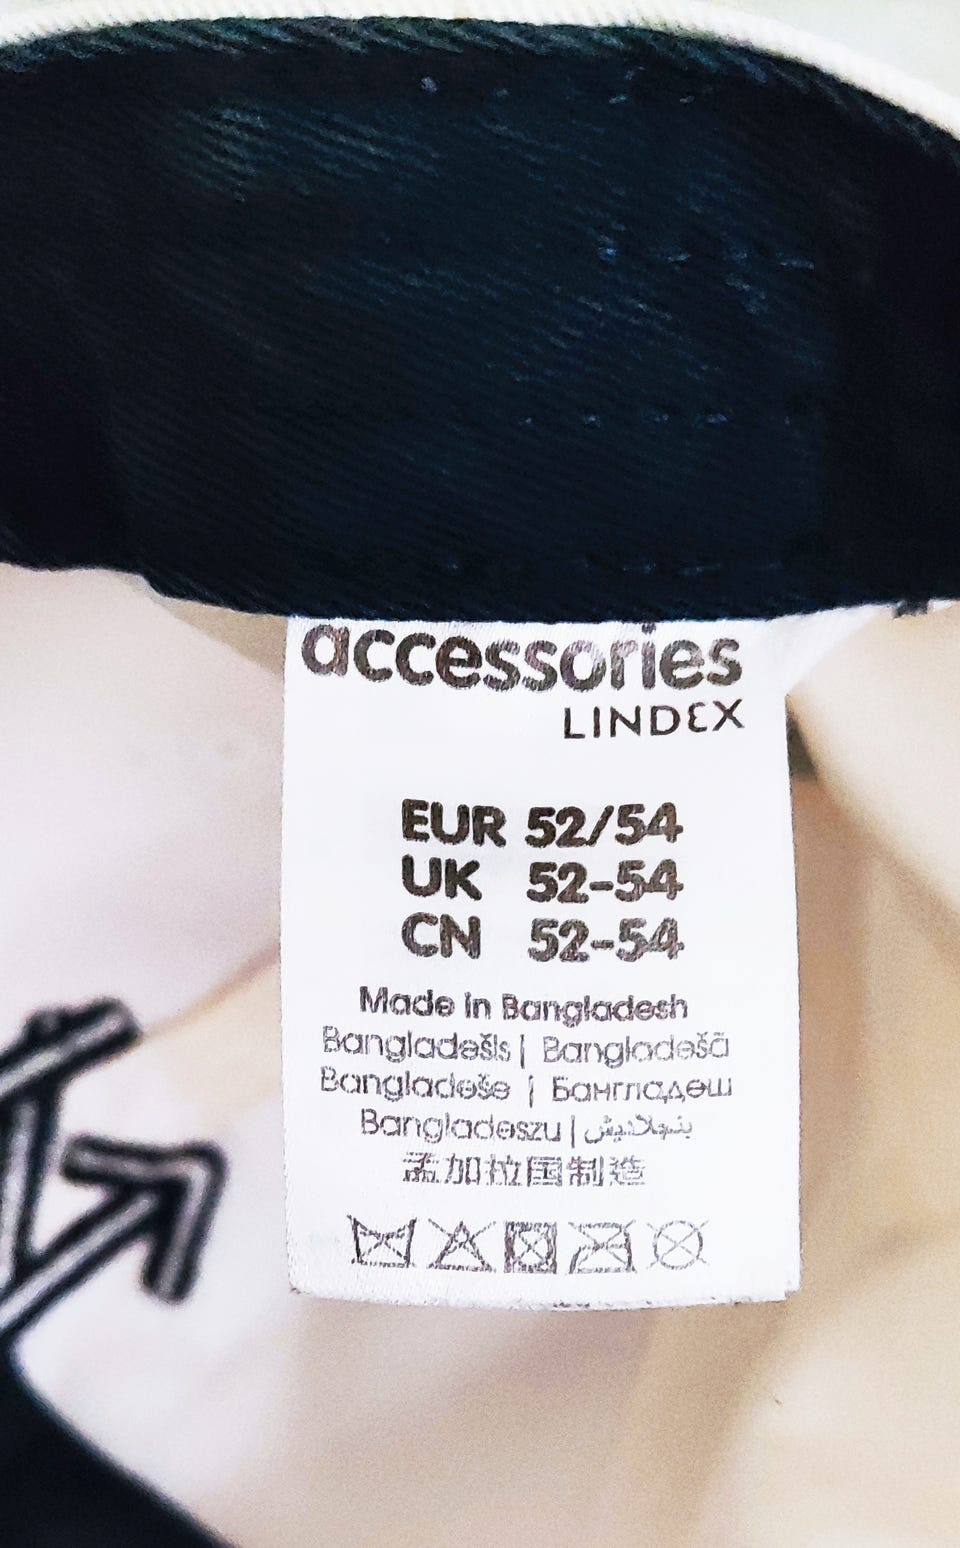 accessories
LINDEX
EUR 52/54
UK 52-54
CN 52-54
Made in Bangladesh
Bangladešis | Bangladešā
Bangladeše | Бангладеш
Bangladeszu | بنجلاديش
孟加拉国制造